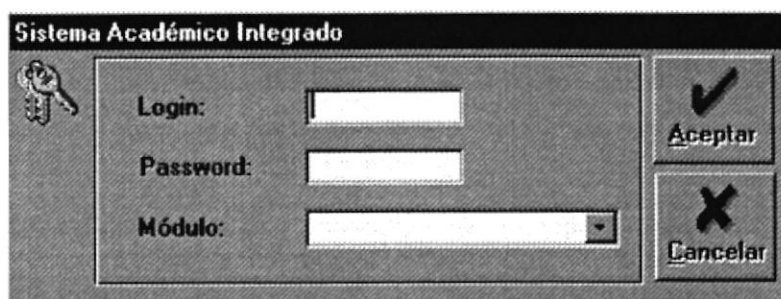 Sistema Académico Integrado
Login:
Aceptar
Password:
Módulo:
Cancelar